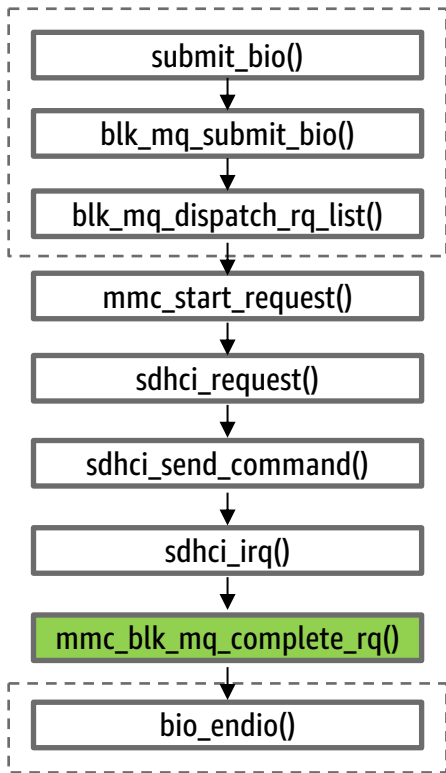 submit_bio()
blk_mq_submit_bio()
blk_mq_dispatch_rq_list()
mmc_start_request()
sdhci_request()
sdhci_send_command()
sdhci_irq()
mmc_blk_mq_complete_rq()
bio_endio()